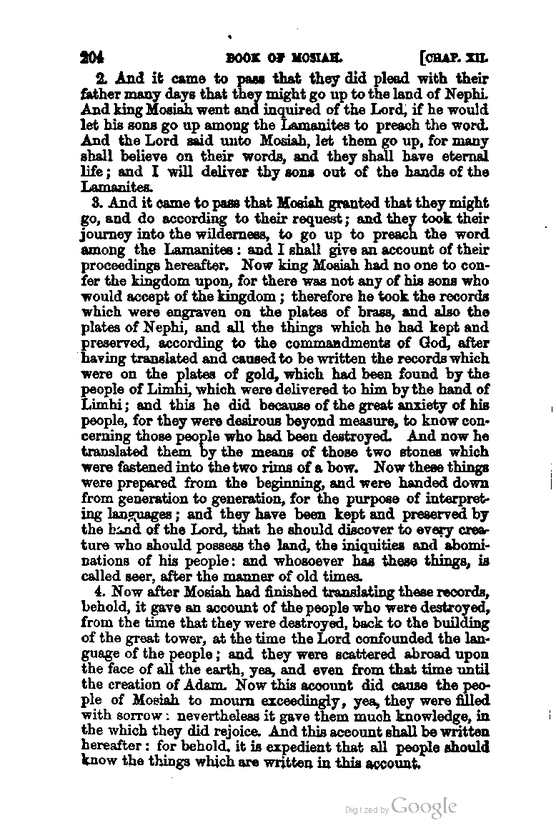 204 BOOK OF MOSIAH. [CHAP. XII.
2. And it came to pass that they did plead with their
father many days that they might go up to the land of Nephi.
And king Mosiah went and inquired of the Lord, if he would
let his sons go up among the Lamanites to preach the word.
And the Lord said unto Mosiah, let them go up, for many
shall believe on their words, and they shall have eternal
life; and I will deliver thy sons out of the hands of the
Lamanites.
3. And it came to pass that Mosiah granted that they might
go, and do according to their request; and they took their
journey into the wilderness, to go up to preach the word
among the Lamanites: and I shall give an account of their
proceedings hereafter. Now king Mosiah had no one to con-
fer the kingdom upon, for there was not any of his sons who
would accept of the kingdom; therefore he took the records
which were engraven on the plates of brass, and also the
plates of Nephi, and all the things which he had kept and
preserved, according to the commandments of God, after
having translated and caused to be written the records which
were on the plates of gold, which had been found by the
people of Limhi, which were delivered to him by the hand of
Limhi; and this he did because of the great anxiety of his
people, for they were desirous beyond measure, to know con-
cerning those people who had been destroyed. And now he
translated them by the means of those two stones which
were fastened into the two rims of a bow. Now these things
were prepared from the beginning, and were handed down
from generation to generation, for the purpose of interpret-
ing languages; and they have been kept and preserved by
the hand of the Lord, that he should discover to every crea-
ture who should possess the land, the iniquities and abomi-
nations of his people: and whosoever has these things, is
called seer, after the manner of old times.
4. Now after Mosiah had finished translating these records,
behold, it gave an account of the people who were destroyed,
from the time that they were destroyed, back to the building
of the great tower, at the time the Lord confounded the lan-
guage of the people; and they were scattered abroad upon
the face of all the earth, yea, and even from that time until
the creation of Adam. Now this account did cause the peo-
ple of Mosiah to mourn exceedingly, yea, they were filled
with sorrow: nevertheless it gave them much knowledge, in
the which they did rejoice. And this account shall be written
hereafter: for behold, it is expedient that all people should
know the things which are written in this account.
Digitized by Google